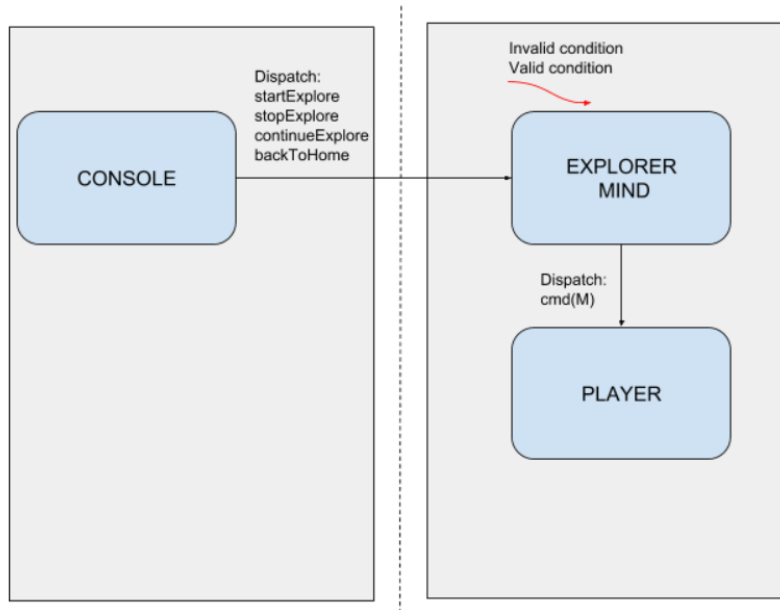 Dispatch:
startExplore
stopExplore
continueExplore
backToHome
CONSOLE
Invalid condition
Valid condition
EXPLORER
MIND
Dispatch:
cmd(M)
PLAYER